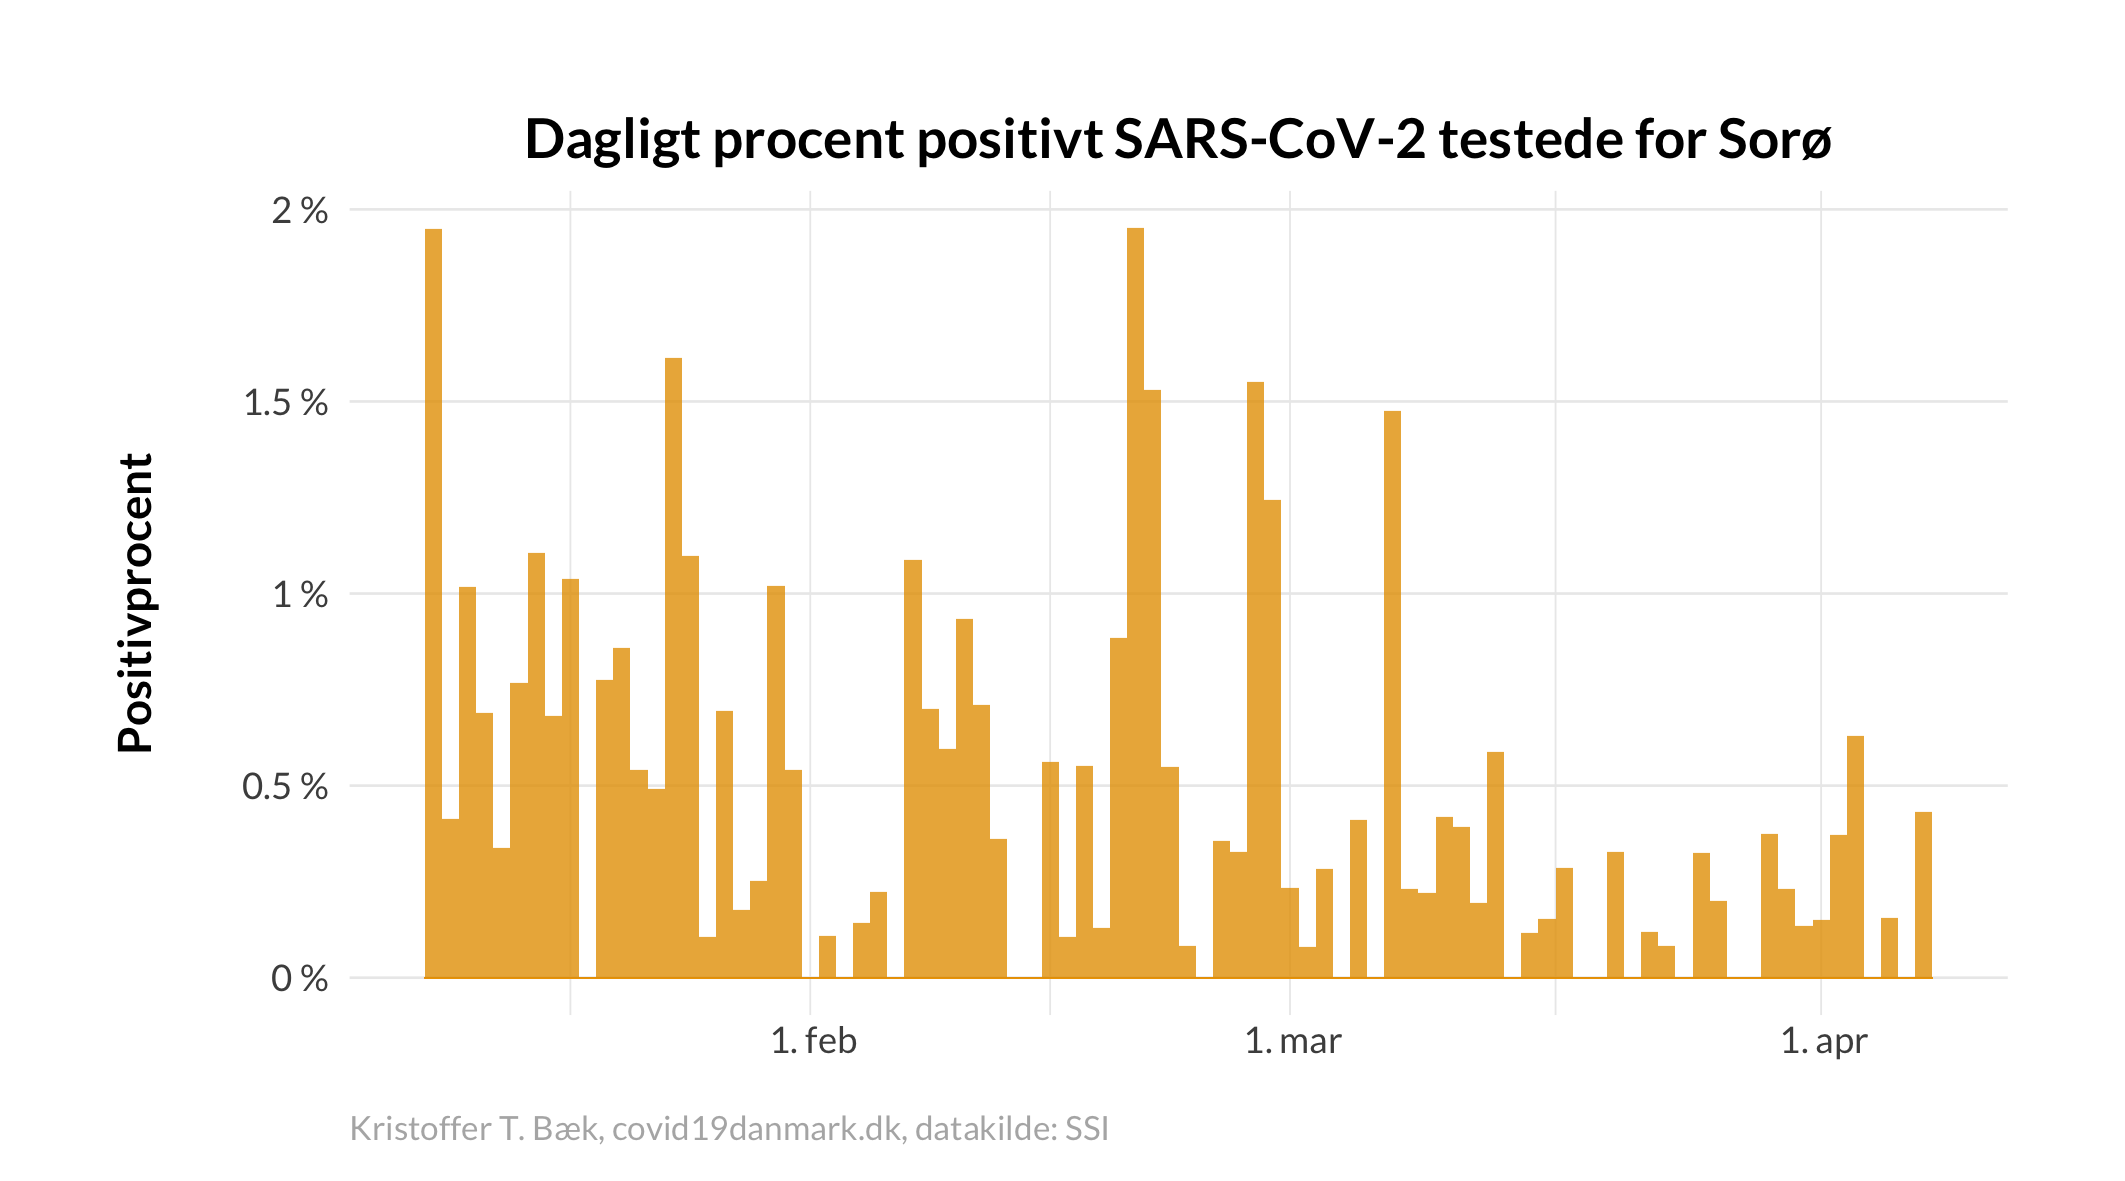 Dagligt procent positivt SARS-CoV-2 testede for Sorø
Positivprocent
2 %
1.5 %
1 %
0.5 %
0 %
1. feb
1. mar
1. apr
Kristoffer T. Bæk, covid19danmark.dk, datakilde: SSI